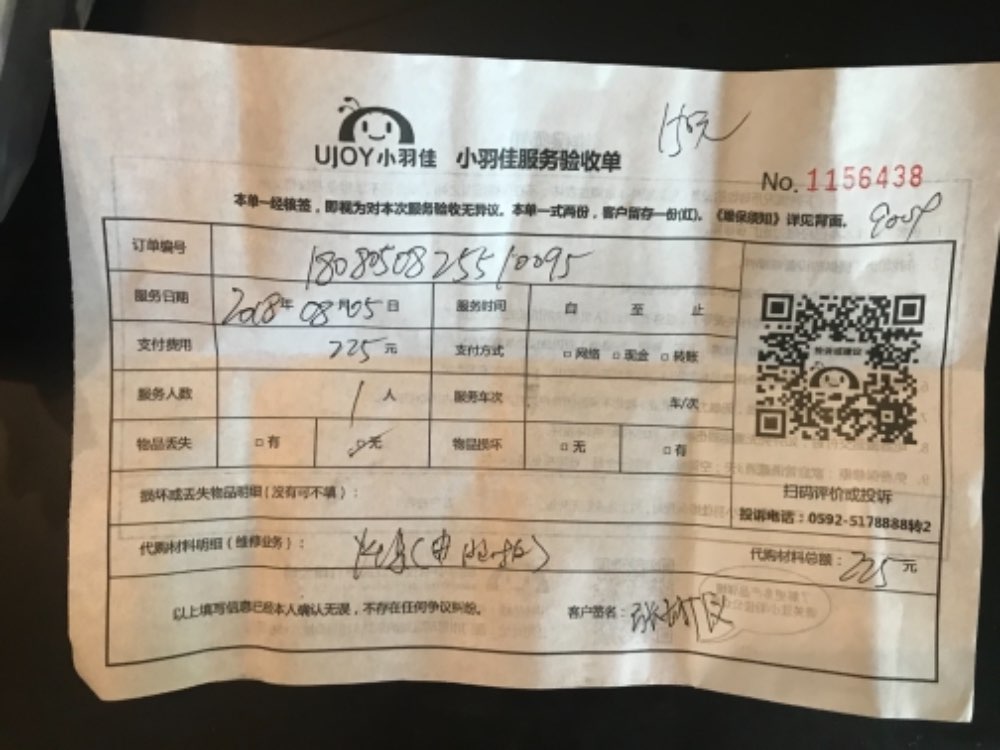 150元
UJOY小羽佳 小羽佳服务验收单
No. 1156438
本单一经核签，即视为对本次服务验收无异议。本单一式两份，客户留存一份(红)。《维保须知》详见背面。
订单编号 180805082551 0095
服务日期 2018年 08月05日 服务时间 自 至 止
支付费用 225元 支付方式 □网络 □现金 □转账
服务人数 1人 服务车次 车/次
物品丢失 □有 ☑无 物品损坏 □无 □有
损坏或丢失物品明细（没有可不填）：
扫码评价或投诉
投诉电话：0592-5178888转2
代购材料明细（维修业务）：
代购材料总额：225元
以上填写信息已经本人确认无误，不存在任何争议纠纷。 客户签名：